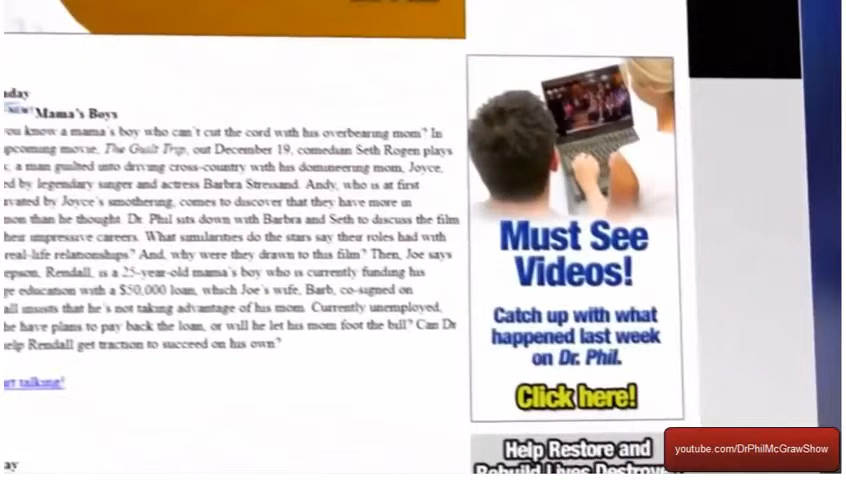 nday
NEW! Mama's Boys
you know a mama's boy who can't cut the cord with his overbearing mom? In
upcoming movie, The Guilt Trip, out December 19, comedian Seth Rogen plays
, a man guilted into driving cross-country with his domineering mom, Joyce,
ed by legendary singer and actress Barbra Streisand. Andy, who is at first
avated by Joyce's smothering, comes to discover that they have more in
mon than he thought. Dr. Phil sits down with Barbra and Seth to discuss the film
heir impressive careers. What similarities do the stars say their roles had with
real-life relationships? And, why were they drawn to this film? Then, Joe says
epson, Rendall, is a 25-year-old mama's boy who is currently funding his
ge education with a $50,000 loan, which Joe's wife, Barb, co-signed on
all insists that he's not taking advantage of his mom. Currently unemployed,
he have plans to pay back the loan, or will he let his mom foot the bill? Can Dr
elp Rendall get traction to succeed on his own?
art talking!
ay
Must See
Videos!
Catch up with what
happened last week
on Dr. Phil.
Click here!
Help Restore and
Rebuild Lives Destroye
youtube.com/DrPhilMcGrawShow